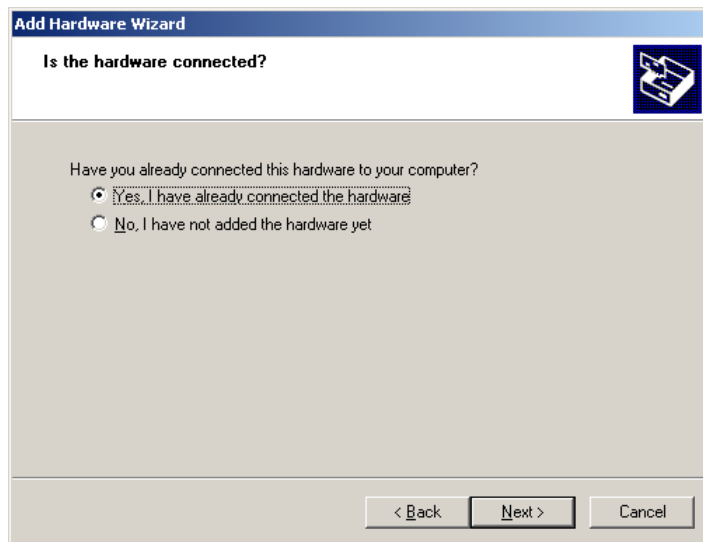 Add Hardware Wizard
Is the hardware connected?
Have you already connected this hardware to your computer?
Yes, I have already connected the hardware
No, I have not added the hardware yet
< Back
Next >
Cancel